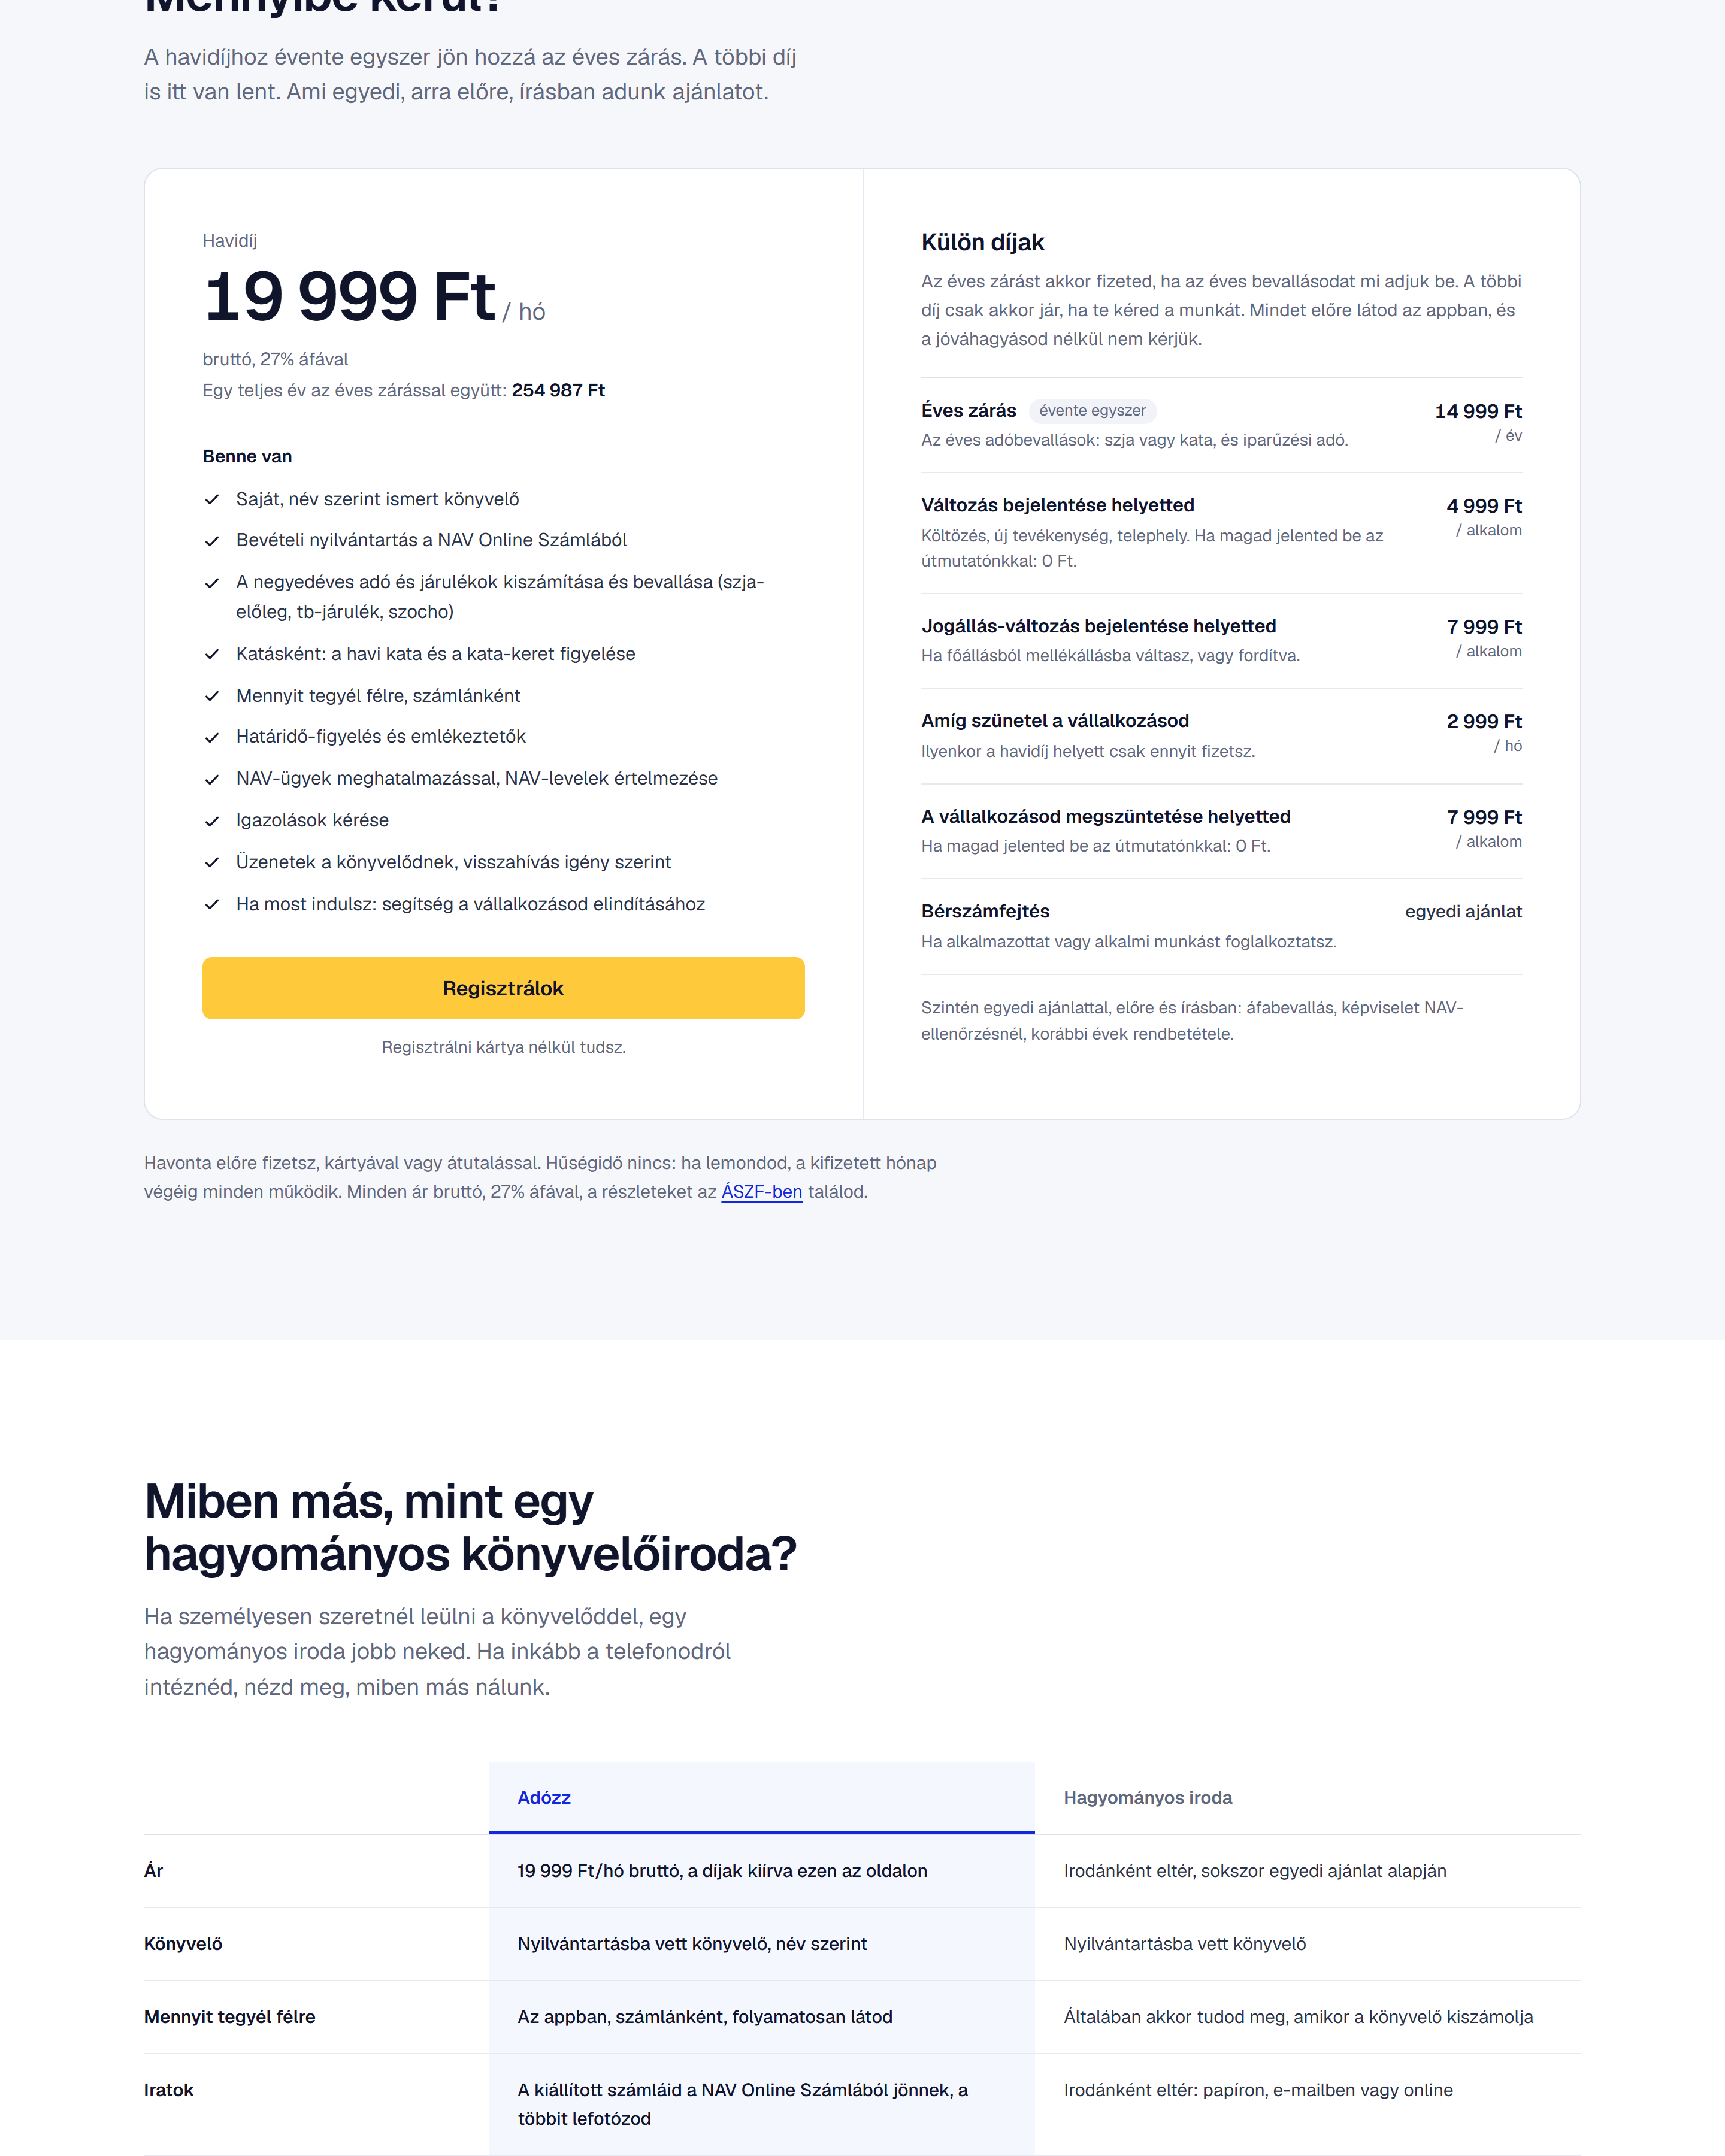 Mennyibe kerül?
A havidíjhoz évente egyszer jön hozzá az éves zárás. A többi díj
is itt van lent. Ami egyedi, arra előre, írásban adunk ajánlatot.
Havidíj
19 999 Ft / hó
bruttó, 27% áfával
Egy teljes év az éves zárással együtt: 254 987 Ft
Benne van
Saját, név szerint ismert könyvelő
Bevételi nyilvántartás a NAV Online Számlából
A negyedéves adó és járulékok kiszámítása és bevallása (szja-
előleg, tb-járulék, szocho)
Katásként: a havi kata és a kata-keret figyelése
Mennyit tegyél félre, számlánként
Határidő-figyelés és emlékeztetők
NAV-ügyek meghatalmazással, NAV-levelek értelmezése
Igazolások kérése
Üzenetek a könyvelődnek, visszahívás igény szerint
Ha most indulsz: segítség a vállalkozásod elindításához
Regisztrálok
Regisztrálni kártya nélkül tudsz.
Külön díjak
Az éves zárást akkor fizeted, ha az éves bevallásodat mi adjuk be. A többi
díj csak akkor jár, ha te kéred a munkát. Mindet előre látod az appban, és
a jóváhagyásod nélkül nem kérjük.
Éves zárás évente egyszer 14 999 Ft
Az éves adóbevallások: szja vagy kata, és iparűzési adó. / év
Változás bejelentése helyetted 4 999 Ft
/ alkalom
Költözés, új tevékenység, telephely. Ha magad jelented be az
útmutatónkkal: 0 Ft.
Jogállás-változás bejelentése helyetted 7 999 Ft
Ha főállásból mellékállásba váltasz, vagy fordítva. / alkalom
Amíg szünetel a vállalkozásod 2 999 Ft
Ilyenkor a havidíj helyett csak ennyit fizetsz. / hó
A vállalkozásod megszüntetése helyetted 7 999 Ft
Ha magad jelented be az útmutatónkkal: 0 Ft. / alkalom
Bérszámfejtés egyedi ajánlat
Ha alkalmazottat vagy alkalmi munkást foglalkoztatsz.
Szintén egyedi ajánlattal, előre és írásban: áfabevallás, képviselet NAV-
ellenőrzésnél, korábbi évek rendbetétele.
Havonta előre fizetsz, kártyával vagy átutalással. Hűségidő nincs: ha lemondod, a kifizetett hónap
végéig minden működik. Minden ár bruttó, 27% áfával, a részleteket az ÁSZF-ben találod.
Miben más, mint egy
hagyományos könyvelőiroda?
Ha személyesen szeretnél leülni a könyvelőddel, egy
hagyományos iroda jobb neked. Ha inkább a telefonodról
intéznéd, nézd meg, miben más nálunk.
Adózz Hagyományos iroda
Ár 19 999 Ft/hó bruttó, a díjak kiírva ezen az oldalon Irodánként eltér, sokszor egyedi ajánlat alapján
Könyvelő Nyilvántartásba vett könyvelő, név szerint Nyilvántartásba vett könyvelő
Mennyit tegyél félre Az appban, számlánként, folyamatosan látod Általában akkor tudod meg, amikor a könyvelő kiszámolja
Iratok A kiállított számláid a NAV Online Számlából jönnek, a Irodánként eltér: papíron, e-mailben vagy online
többit lefotózod